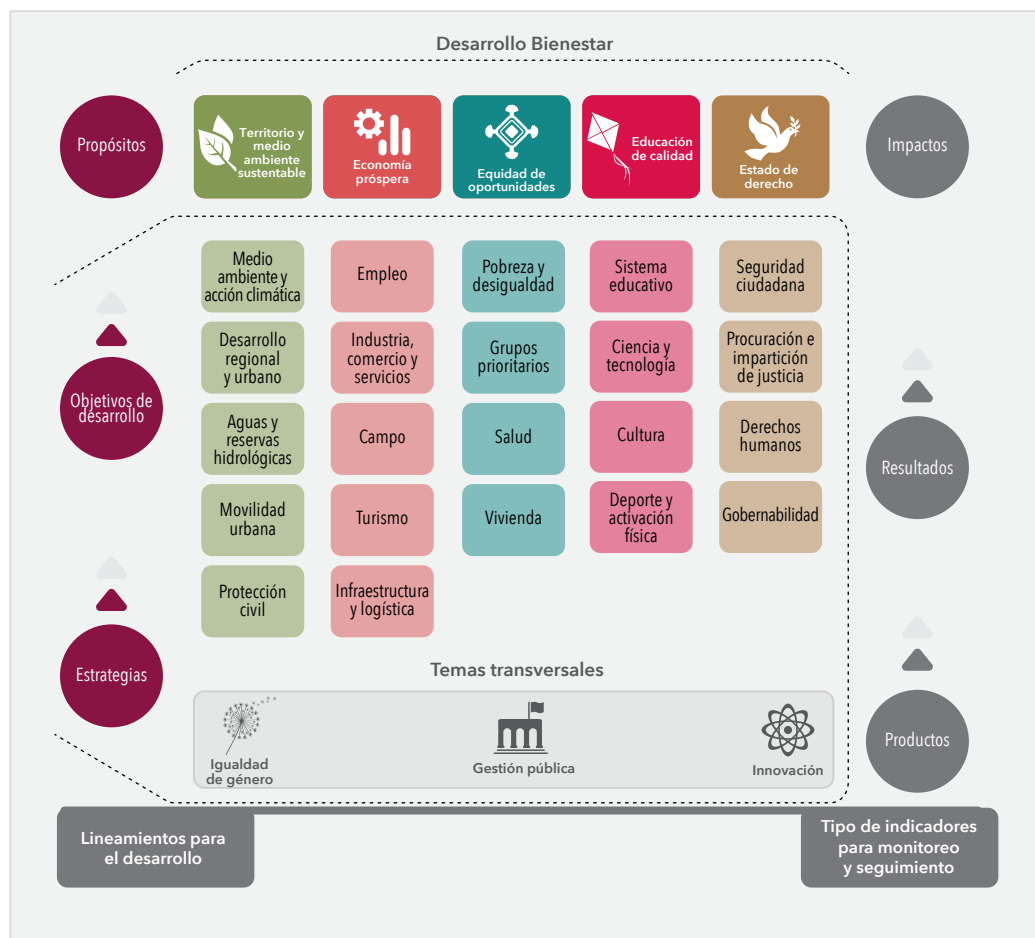 Desarrollo Bienestar
Propósitos
Territorio y
medio
ambiente
sustentable
Economía
próspera
Equidad de
oportunidades
Educación
de calidad
Estado de
derecho
Impactos
Medio
ambiente y
acción climática
Empleo
Pobreza y
desigualdad
Sistema
educativo
Seguridad
ciudadana
Desarrollo
regional
y urbano
Industria,
comercio y
servicios
Grupos
prioritarios
Ciencia y
tecnología
Procuración e
impartición
de justicia
Objetivos de
desarrollo
Aguas y
reservas
hidrológicas
Campo
Salud
Cultura
Derechos
humanos
Resultados
Movilidad
urbana
Turismo
Vivienda
Deporte y
activación
física
Gobernabilidad
Protección
civil
Infraestructura
y logística
Estrategias
Temas transversales
Igualdad
de género
Gestión pública
Innovación
Productos
Lineamientos para
el desarrollo
Tipo de indicadores
para monitoreo
y seguimiento